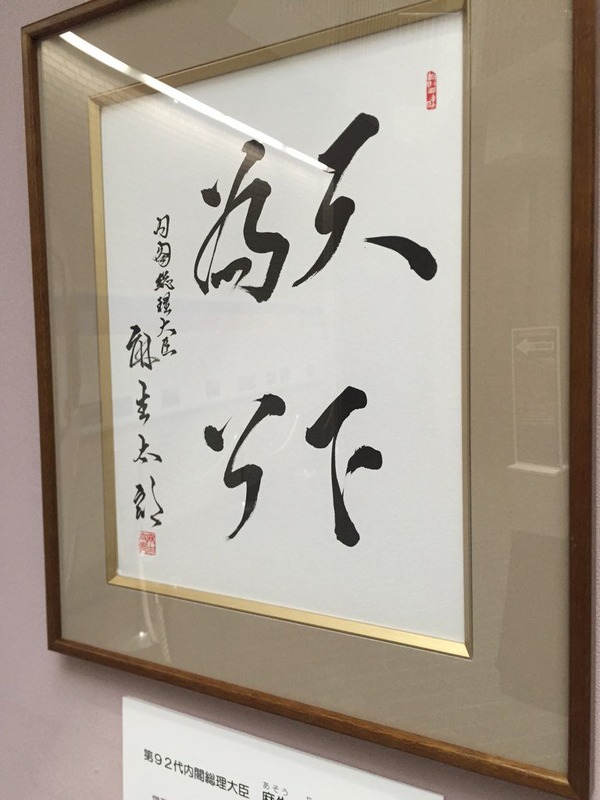 天下
為公
内閣総理大臣
麻生太郎
第92代内閣総理大臣
あそう
麻生